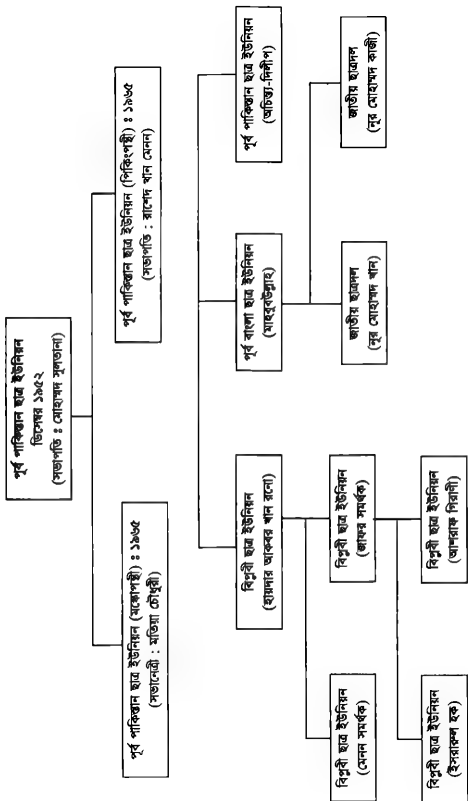 পূর্ব পাকিস্তান ছাত্র ইউনিয়ন
ডিসেম্বর ১৯৫২
(সভাপতি : মোহাম্মদ সুলতানা)
পূর্ব পাকিস্তান ছাত্র ইউনিয়ন (মস্কোপন্থী) : ১৯৬৫
(সভানেত্রী : মতিয়া চৌধুরী)
পূর্ব পাকিস্তান ছাত্র ইউনিয়ন (পিকিংপন্থী) : ১৯৬৫
(সভাপতি : রাশেদ খান মেনন)
বিপ্লবী ছাত্র ইউনিয়ন
(হায়দার আকবর খান রনো)
পূর্ব বাংলা ছাত্র ইউনিয়ন
(মাহবুবউল্লাহ)
পূর্ব পাকিস্তান ছাত্র ইউনিয়ন
(অচিন্ত্য-দিলীপ)
বিপ্লবী ছাত্র ইউনিয়ন
((মেনন সমর্থক)
বিপ্লবী ছাত্র ইউনিয়ন
(জাফর সমর্থক)
জাতীয় ছাত্রদল
(নূর মোহাম্মদ খান)
জাতীয় ছাত্রদল
(নূর মোহাম্মদ কাজী)
বিপ্লবী ছাত্র ইউনিয়ন
(ইসরারুল হক)
বিপ্লবী ছাত্র ইউনিয়ন
(আশরাফ গিরানী)